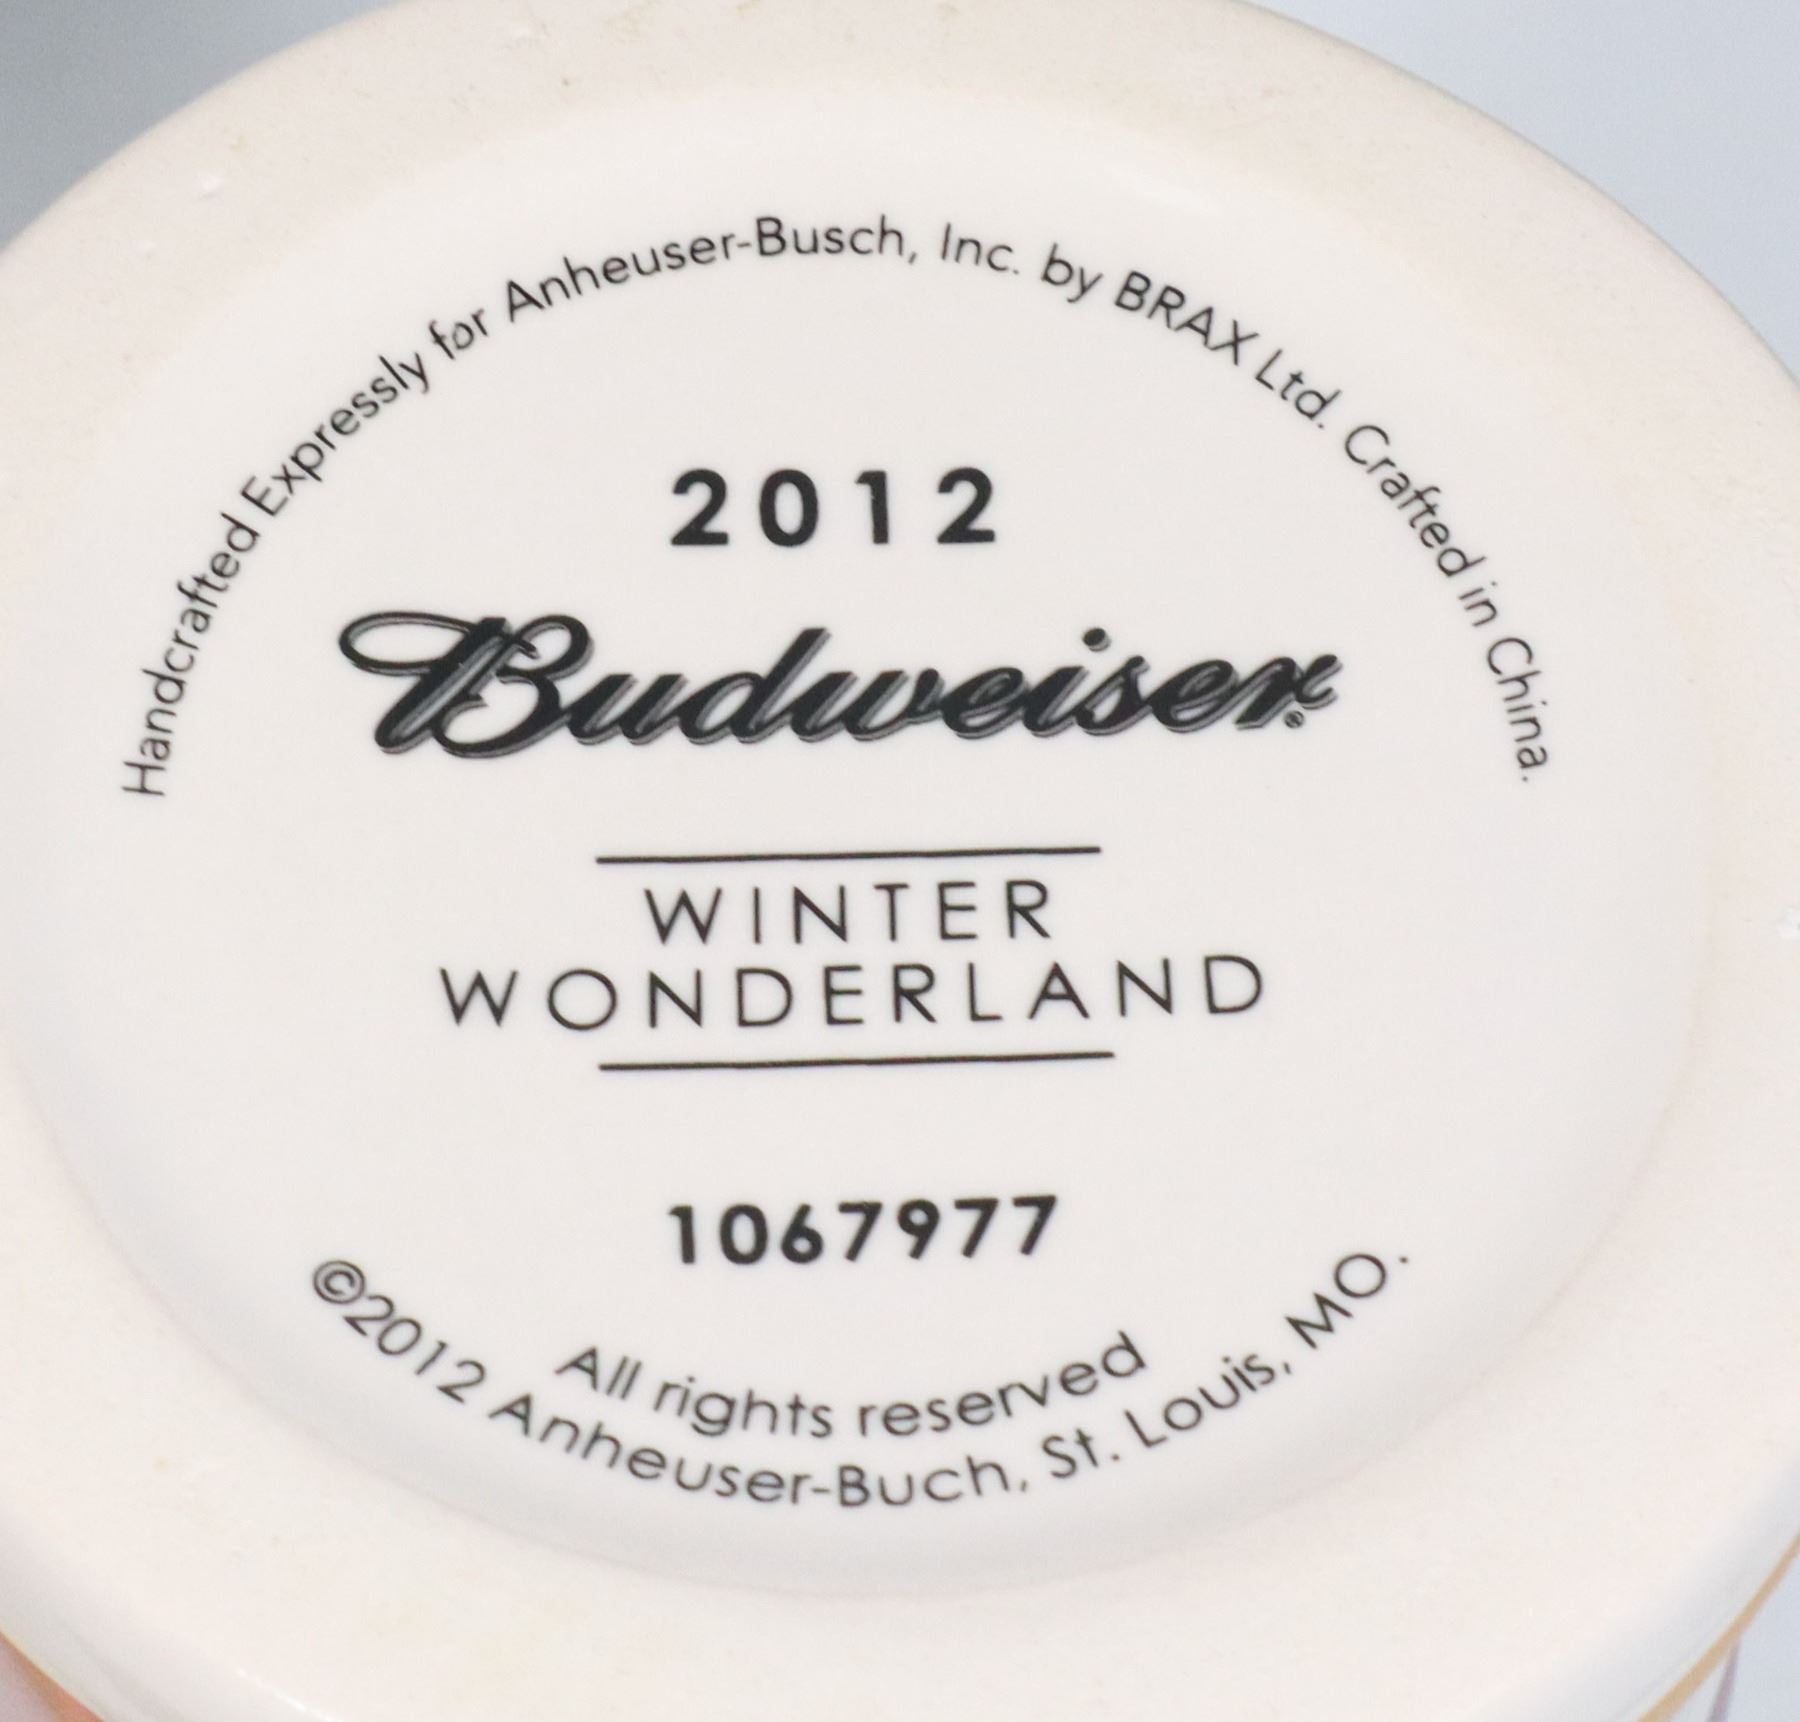 Handcrafted Expressly for Anheuser-Busch, Inc. by BRAX Ltd. Crafted in China.
2012
Budweiser®
WINTER
WONDERLAND
1067977
All rights reserved
©2012 Anheuser-Buch, St. Louis, MO.